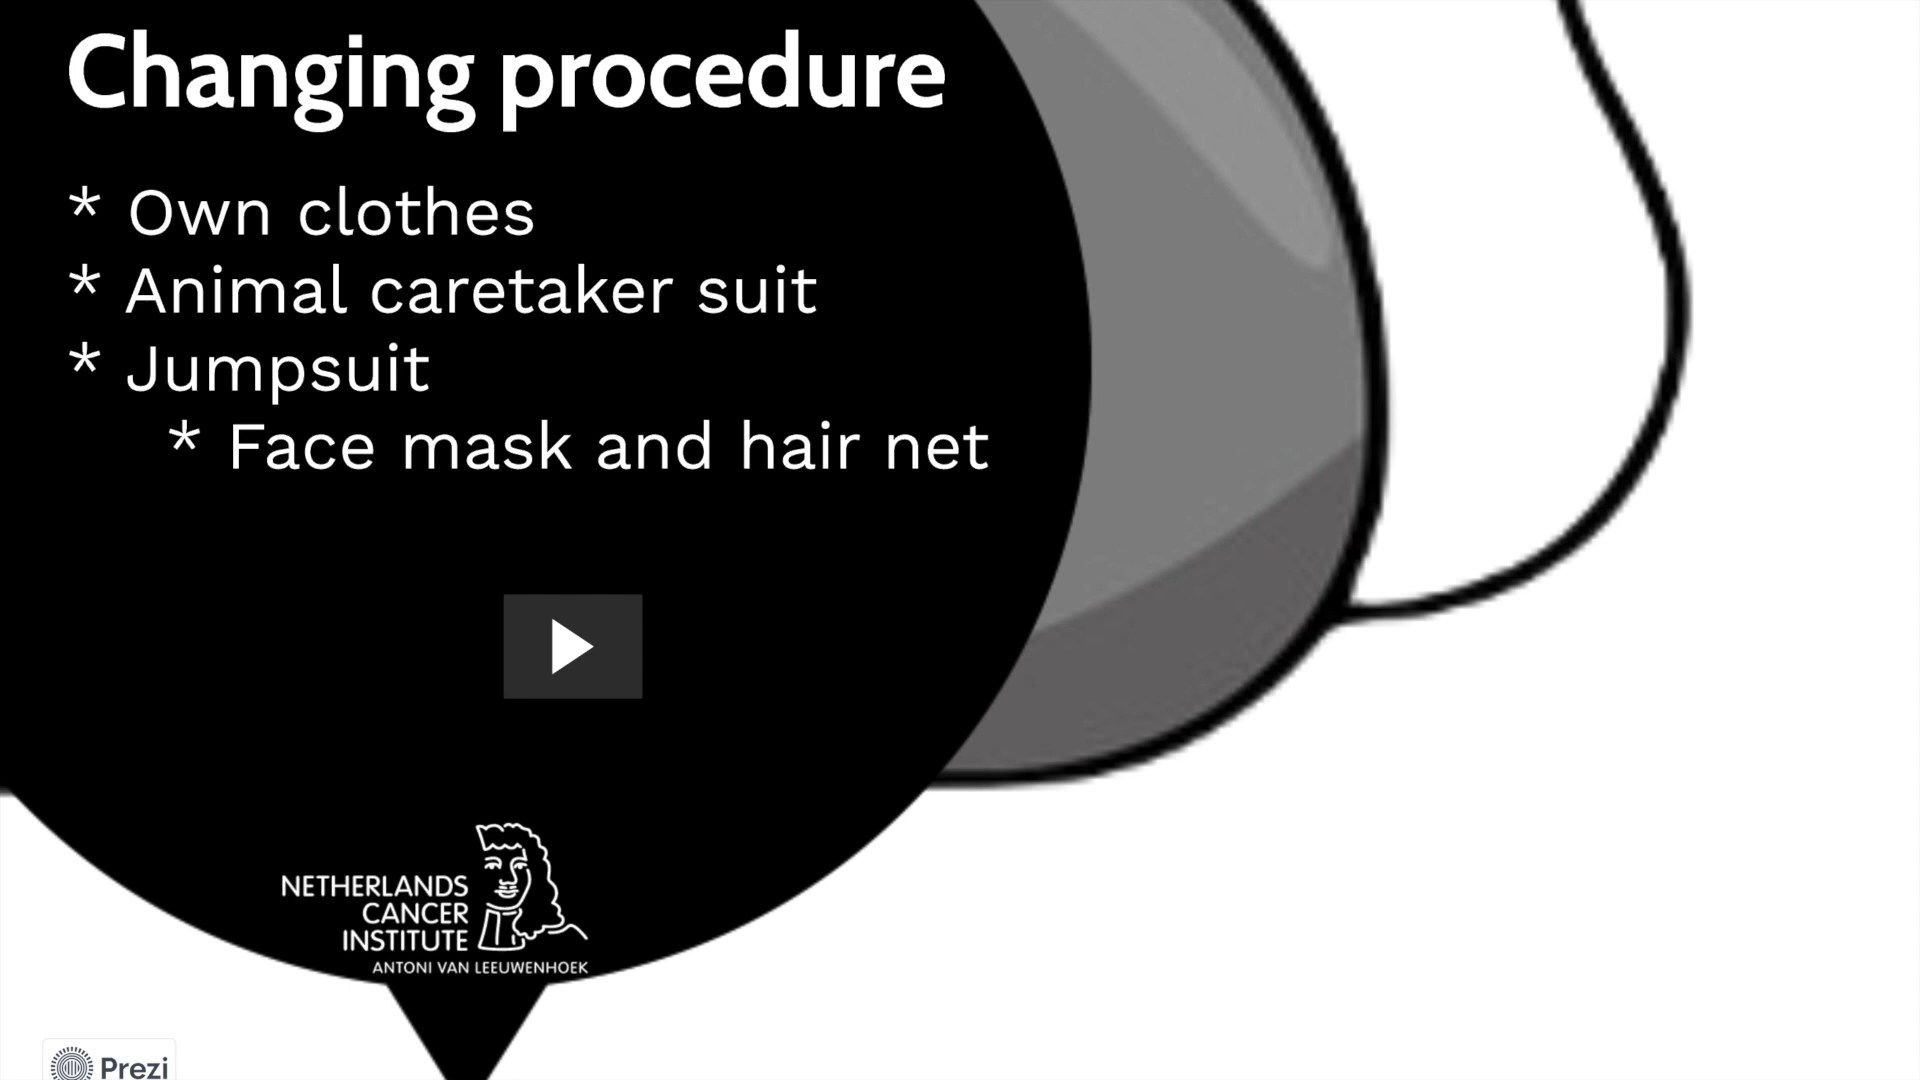 Changing procedure
* Own clothes
* Animal caretaker suit
* Jumpsuit
* Face mask and hair net
NETHERLANDS
CANCER
INSTITUTE
ANTONI VAN LEEUWENHOEK
Prezi